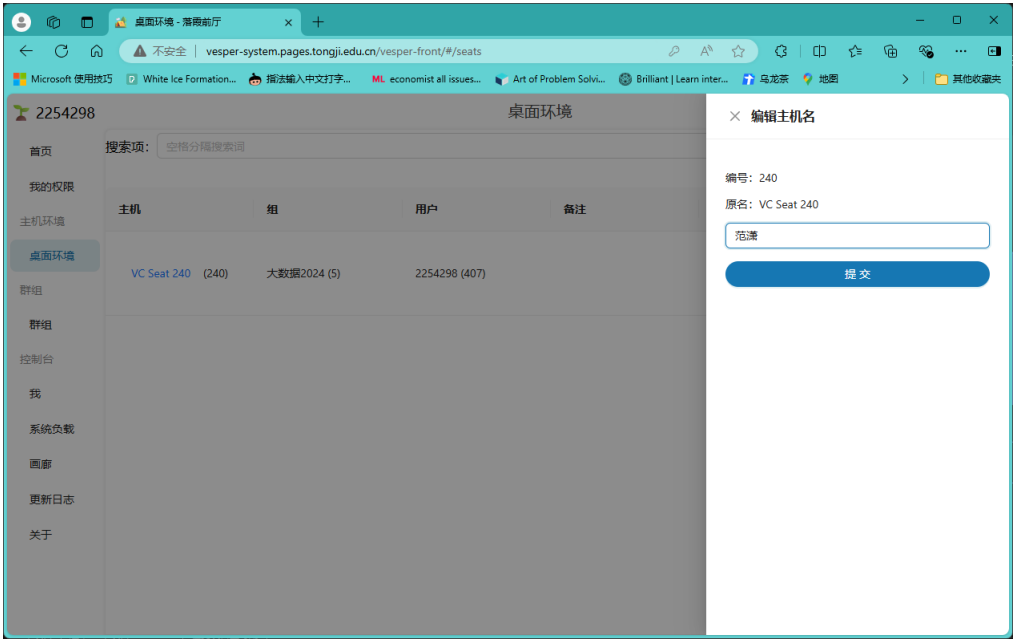 桌面环境 - 落霞前厅
不安全 vesper-system.pages.tongji.edu.cn/vesper-front/#/seats
Microsoft 使用技巧 White Ice Formation... 指法输入中文打字... ML economist all issues... Art of Problem Solvi... Brilliant | Learn inter... 乌龙茶 地图 其他收藏夹
2254298 桌面环境
首页
我的权限
主机环境
桌面环境
群组
群组
控制台
我
系统负载
画廊
更新日志
关于
搜索项: 空格分隔搜索词
主机 组 用户 备注
VC Seat 240 (240) 大数据2024 (5) 2254298 (407)
编辑主机名
编号: 240
原名: VC Seat 240
范潇
提 交